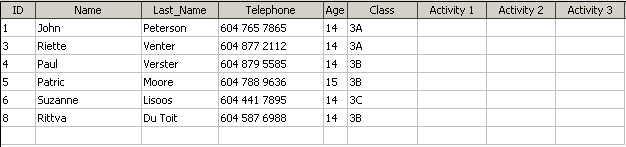 ID Name Last_Name Telephone Age Class Activity 1 Activity 2 Activity 3
1 John Peterson 604 765 7865 14 3A
3 Riette Venter 604 877 2112 14 3A
4 Paul Verster 604 879 5585 14 3B
5 Patric Moore 604 788 9636 15 3B
6 Suzanne Lisoos 604 441 7895 14 3C
8 Rittva Du Toit 604 587 6988 14 3B